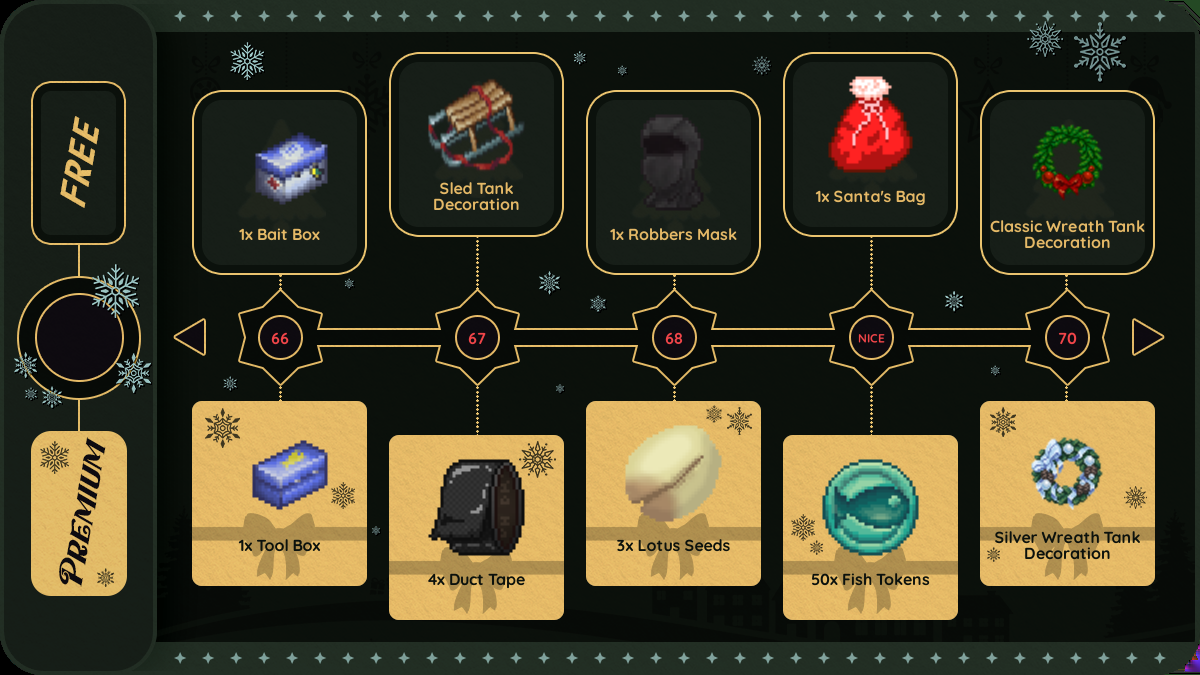 FREE
1x Bait Box
Sled Tank
Decoration
1x Robbers Mask
1x Santa's Bag
Classic Wreath Tank
Decoration
66
67
68
NICE
70
PREMIUM
1x Tool Box
4x Duct Tape
3x Lotus Seeds
50x Fish Tokens
Silver Wreath Tank
Decoration